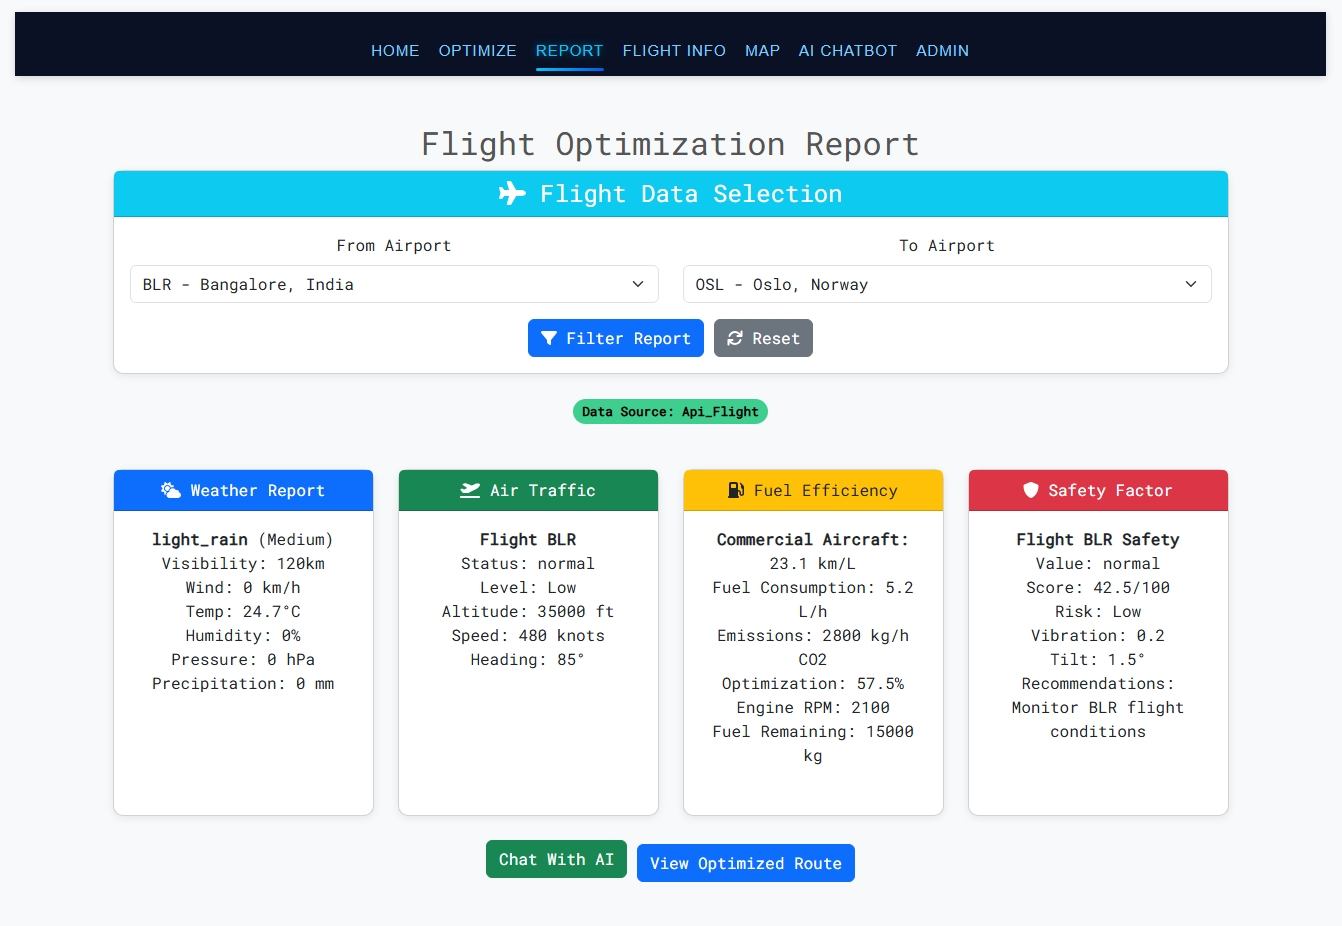 HOME OPTIMIZE REPORT FLIGHT INFO MAP AI CHATBOT ADMIN
Flight Optimization Report
Flight Data Selection
From Airport
BLR - Bangalore, India
To Airport
OSL - Oslo, Norway
Filter Report
Reset
Data Source: Api_Flight
Weather Report
light_rain (Medium)
Visibility: 120km
Wind: 0 km/h
Temp: 24.7°C
Humidity: 0%
Pressure: 0 hPa
Precipitation: 0 mm
Air Traffic
Flight BLR
Status: normal
Level: Low
Altitude: 35000 ft
Speed: 480 knots
Heading: 85°
Fuel Efficiency
Commercial Aircraft:
23.1 km/L
Fuel Consumption: 5.2
L/h
Emissions: 2800 kg/h
CO2
Optimization: 57.5%
Engine RPM: 2100
Fuel Remaining: 15000
kg
Safety Factor
Flight BLR Safety
Value: normal
Score: 42.5/100
Risk: Low
Vibration: 0.2
Tilt: 1.5°
Recommendations:
Monitor BLR flight
conditions
Chat With AI
View Optimized Route